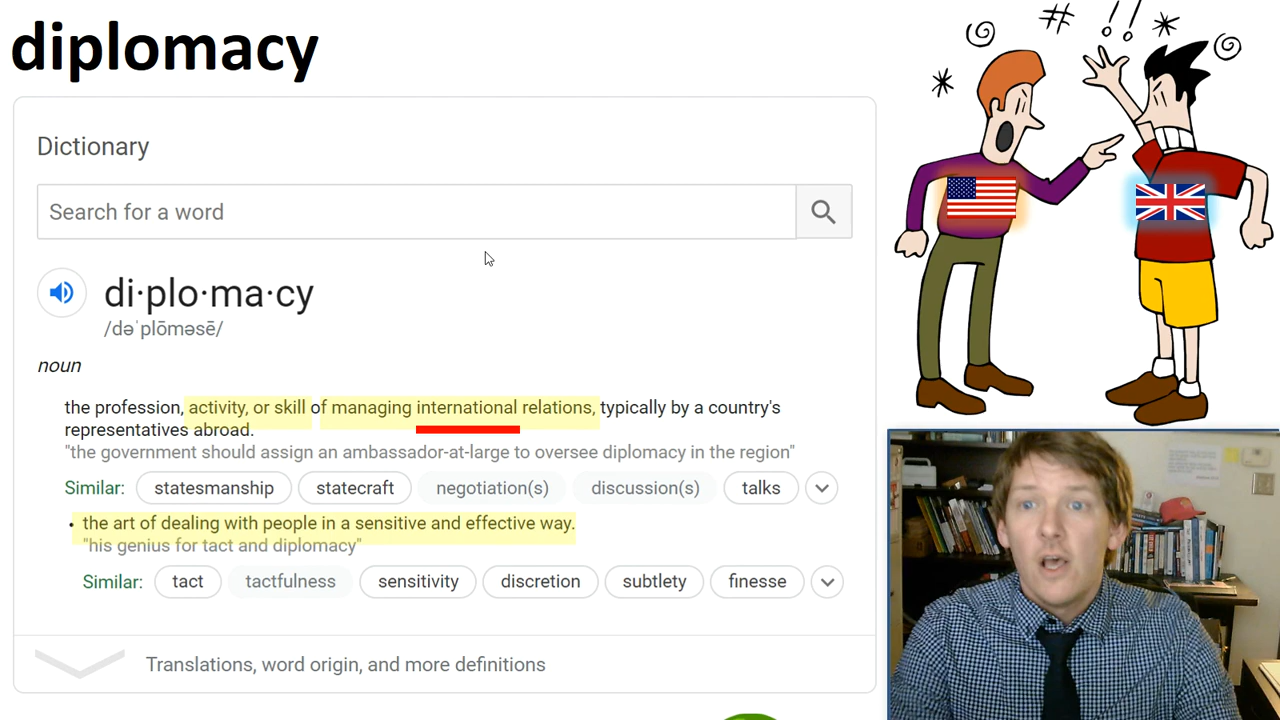 diplomacy
Dictionary
Search for a word
di·plo·ma·cy
/dəˈplōməsē/
noun
the profession, activity, or skill of managing international relations, typically by a country's
representatives abroad.
"the government should assign an ambassador-at-large to oversee diplomacy in the region"
Similar: statesmanship statecraft negotiation(s) discussion(s) talks
• the art of dealing with people in a sensitive and effective way.
"his genius for tact and diplomacy"
Similar: tact tactfulness sensitivity discretion subtlety finesse
Translations, word origin, and more definitions
# !!